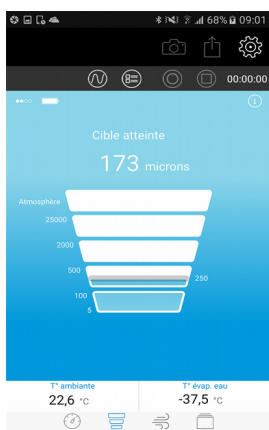 68% 09:01
00:00:00
Cible atteinte
173 microns
Atmosphère
25000
2000
500
250
100
5
T° ambiante
22,6 °C
T° évap. eau
-37,5 °C